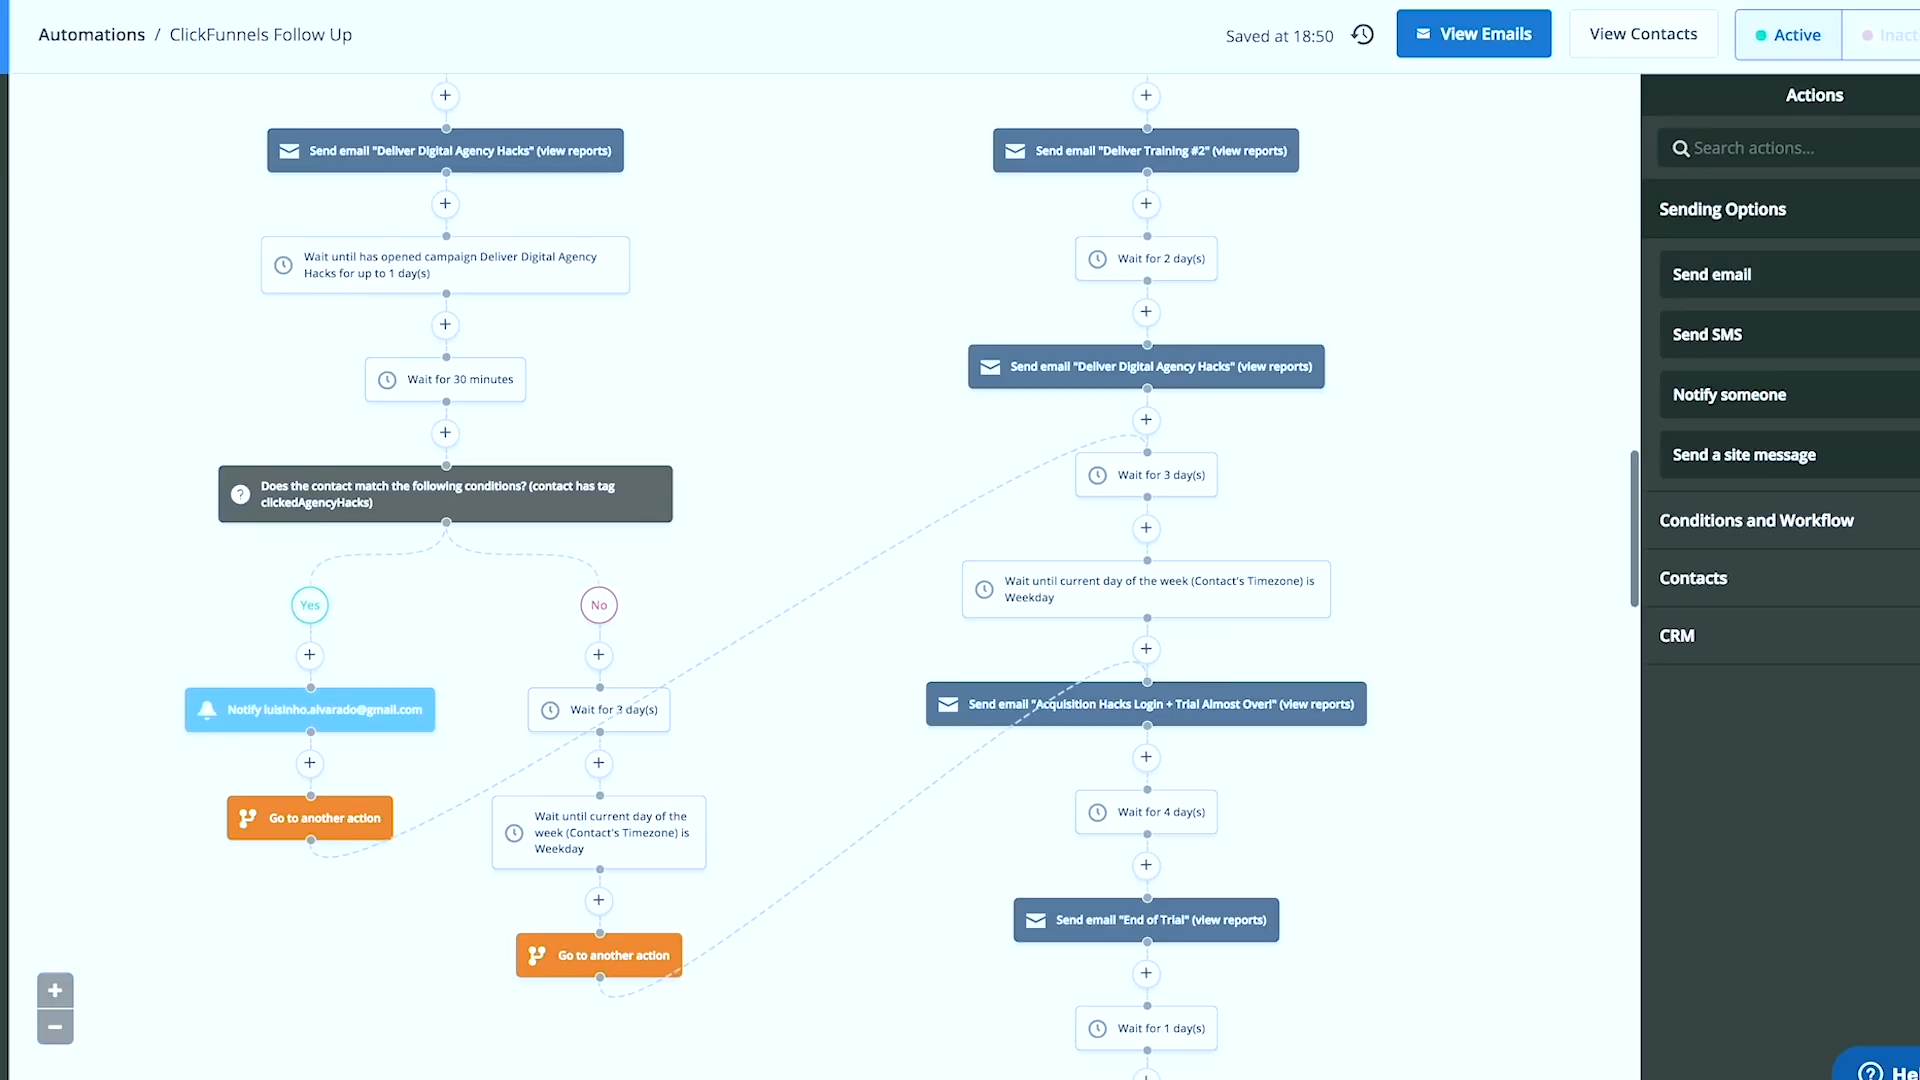 Automations / ClickFunnels Follow Up
Saved at 18:50
View Emails
View Contacts
Active
Send email "Deliver Digital Agency Hacks" (view reports)
Wait until has opened campaign Deliver Digital Agency
Hacks for up to 1 day(s)
Wait for 30 minutes
Does the contact match the following conditions? (contact has tag
clickedAgencyHacks)
Yes
No
Notify luisinho.alvarado@gmail.com
Go to another action
Wait for 3 day(s)
Wait until current day of the
week (Contact's Timezone) is
Weekday
Go to another action
Send email "Deliver Training #2" (view reports)
Wait for 2 day(s)
Send email "Deliver Digital Agency Hacks" (view reports)
Wait for 3 day(s)
Wait until current day of the week (Contact's Timezone) is
Weekday
Send email "Acquisition Hacks Login + Trial Almost Over!" (view reports)
Wait for 4 day(s)
Send email "End of Trial" (view reports)
Wait for 1 day(s)
Actions
Search actions...
Sending Options
Send email
Send SMS
Notify someone
Send a site message
Conditions and Workflow
Contacts
CRM